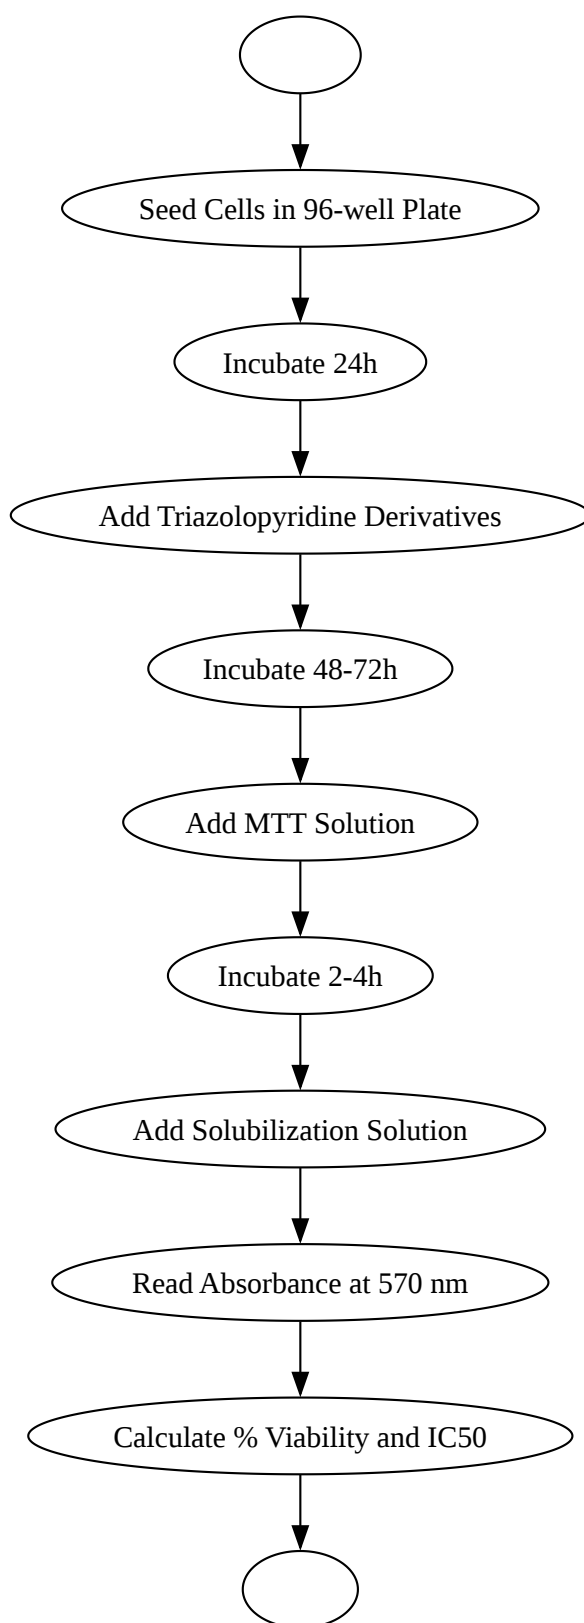 Seed Cells in 96-well Plate
Incubate 24h
Add Triazolopyridine Derivatives
Incubate 48-72h
Add MTT Solution
Incubate 2-4h
Add Solubilization Solution
Read Absorbance at 570 nm
Calculate % Viability and IC50